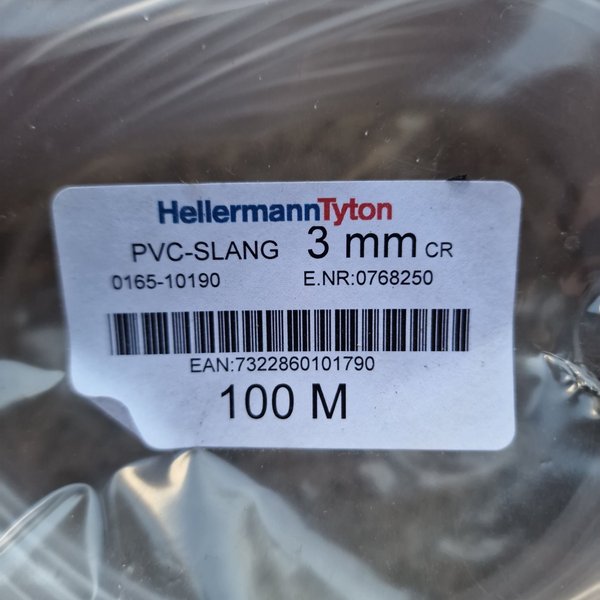 HellermannTyton
PVC-SLANG 3 mm CR
0165-10190 E.NR:0768250
EAN:7322860101790
100 M